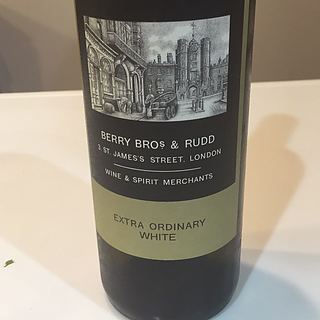 BERRY BROS & RUDD
3, ST. JAMES'S STREET, LONDON
WINE & SPIRIT MERCHANTS
EXTRA ORDINARY
WHITE